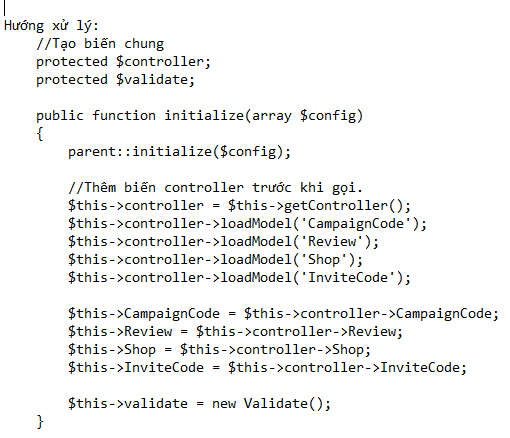 Hướng xử lý:
    //Tạo biến chung
    protected $controller;
    protected $validate;

    public function initialize(array $config)
    {
        parent::initialize($config);

        //Thêm biến controller trước khi gọi.
        $this->controller = $this->getController();
        $this->controller->loadModel('CampaignCode');
        $this->controller->loadModel('Review');
        $this->controller->loadModel('Shop');
        $this->controller->loadModel('InviteCode');

        $this->CampaignCode = $this->controller->CampaignCode;
        $this->Review = $this->controller->Review;
        $this->Shop = $this->controller->Shop;
        $this->InviteCode = $this->controller->InviteCode;

        $this->validate = new Validate();
    }